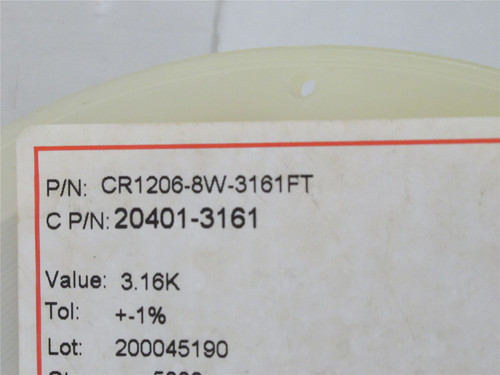 P/N: CR1206-8W-3161FT
C P/N: 20401-3161
Value: 3.16K
Tol: +-1%
Lot: 200045190